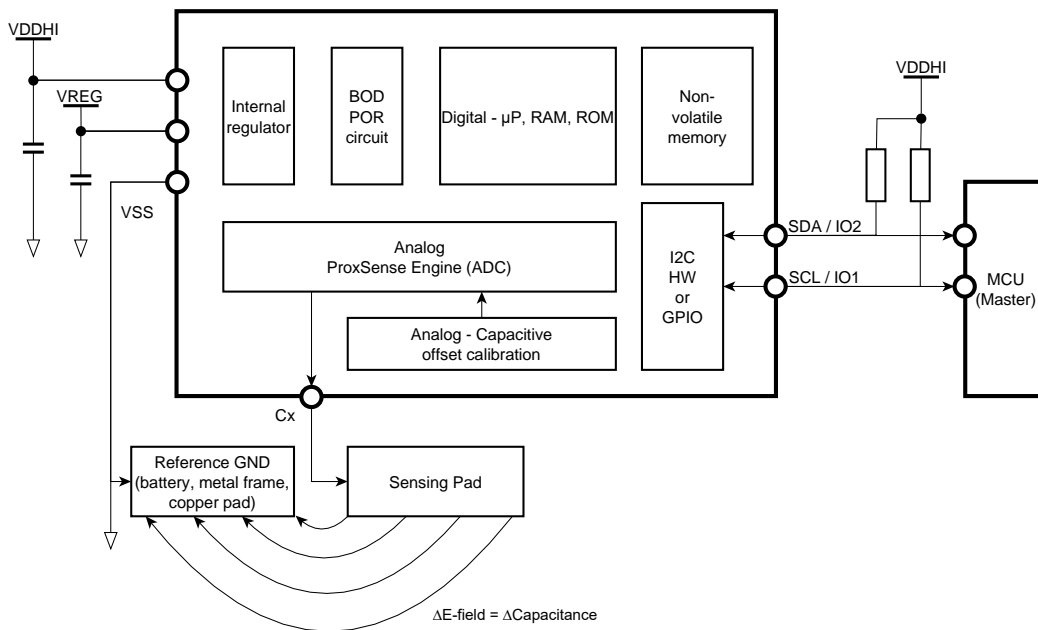 VDDHI
VREG
VSS
Internal
regulator
BOD
POR
circuit
Digital - µP, RAM, ROM
Non-
volatile
memory
Analog
ProxSense Engine (ADC)
Analog - Capacitive
offset calibration
I2C
HW
or
GPIO
VDDHI
SDA / IO2
SCL / IO1
MCU
(Master)
Cx
Reference GND
(battery, metal frame,
copper pad)
Sensing Pad
∆E-field = ∆Capacitance